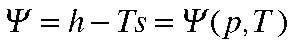 Ψ = h − Ts = Ψ(p, T)